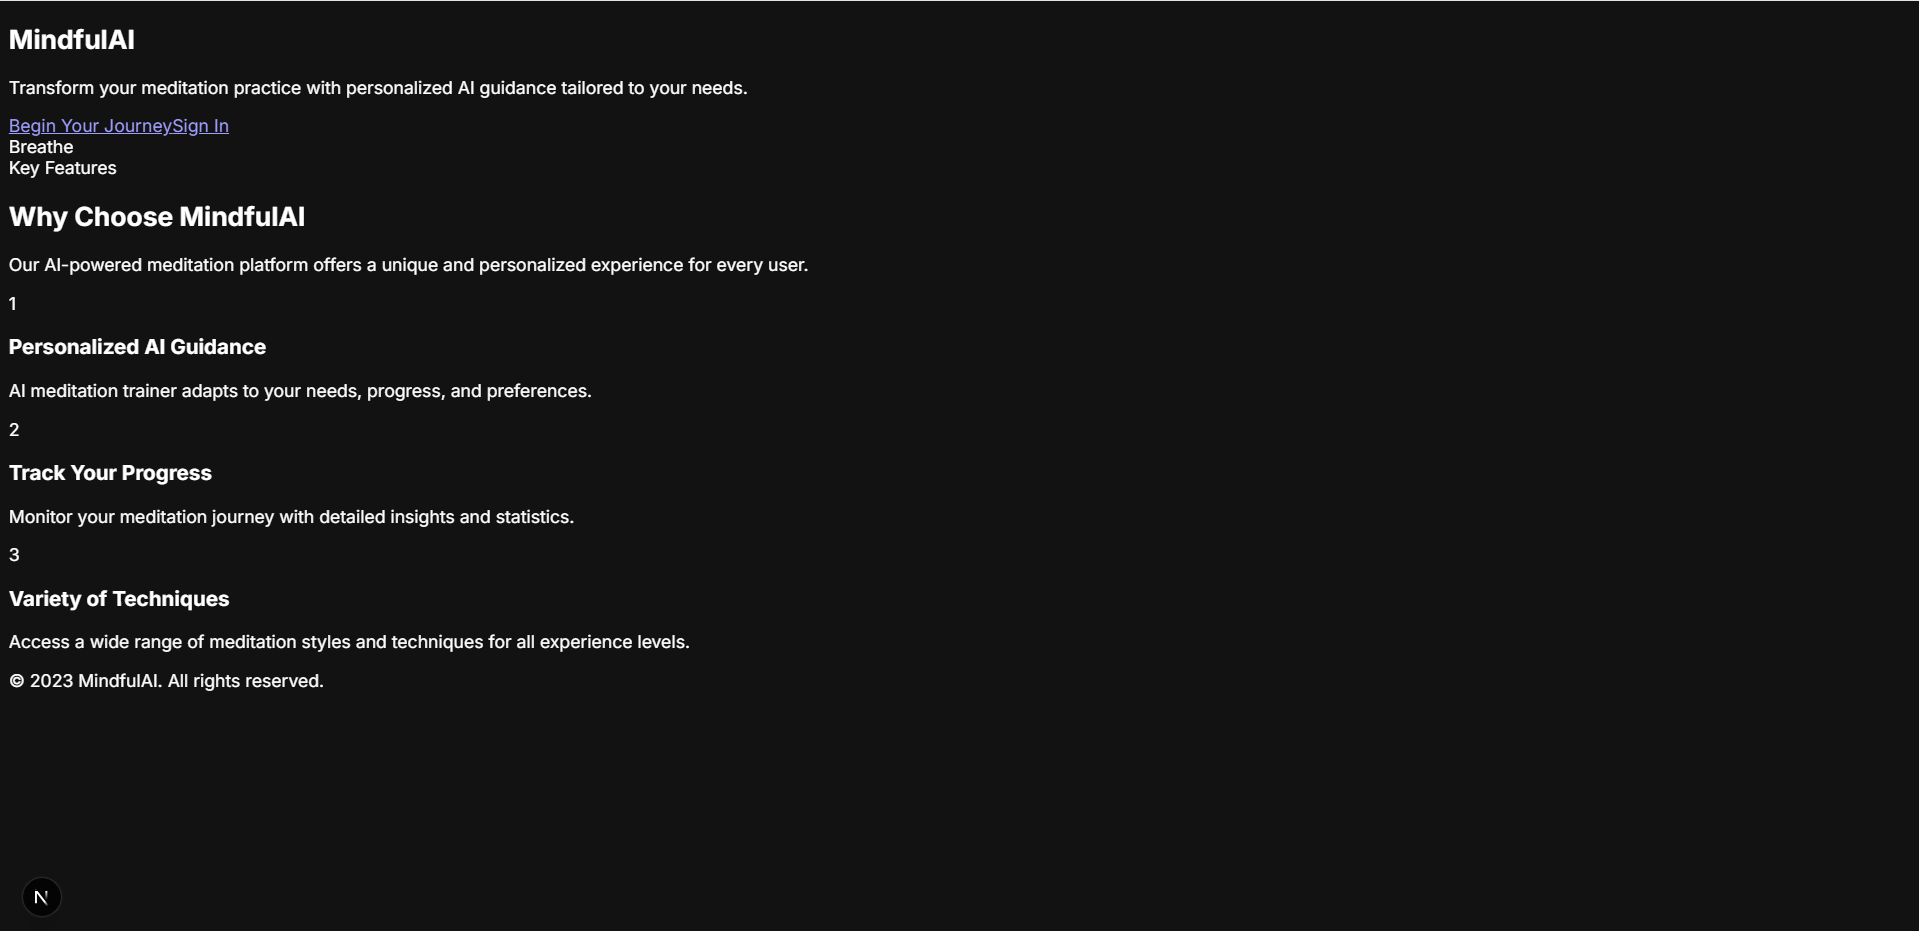 MindfulAI
Transform your meditation practice with personalized AI guidance tailored to your needs.
Begin Your JourneySign In
Breathe
Key Features
Why Choose MindfulAI
Our AI-powered meditation platform offers a unique and personalized experience for every user.
1
Personalized AI Guidance
AI meditation trainer adapts to your needs, progress, and preferences.
2
Track Your Progress
Monitor your meditation journey with detailed insights and statistics.
3
Variety of Techniques
Access a wide range of meditation styles and techniques for all experience levels.
© 2023 MindfulAI. All rights reserved.
N